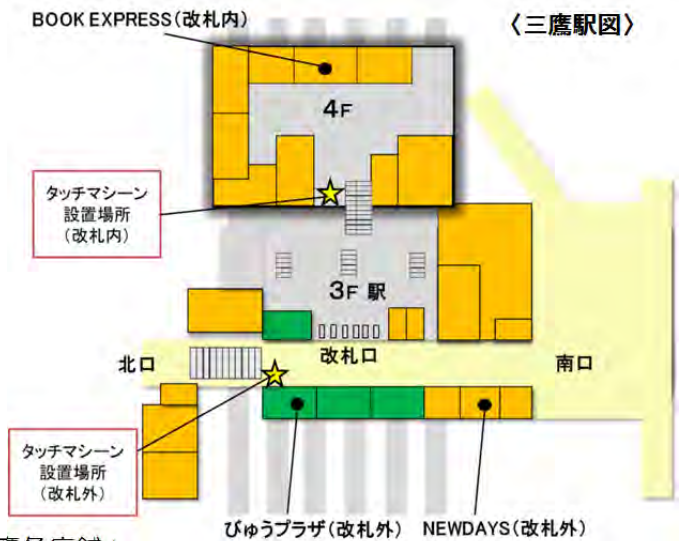 BOOK EXPRESS（改札内）
〈三鷹駅図〉
4F
タッチマシーン
設置場所
（改札内）
3F 駅
改札口
北口
南口
タッチマシーン
設置場所
（改札外）
びゅうプラザ（改札外）
NEWDAYS（改札外）